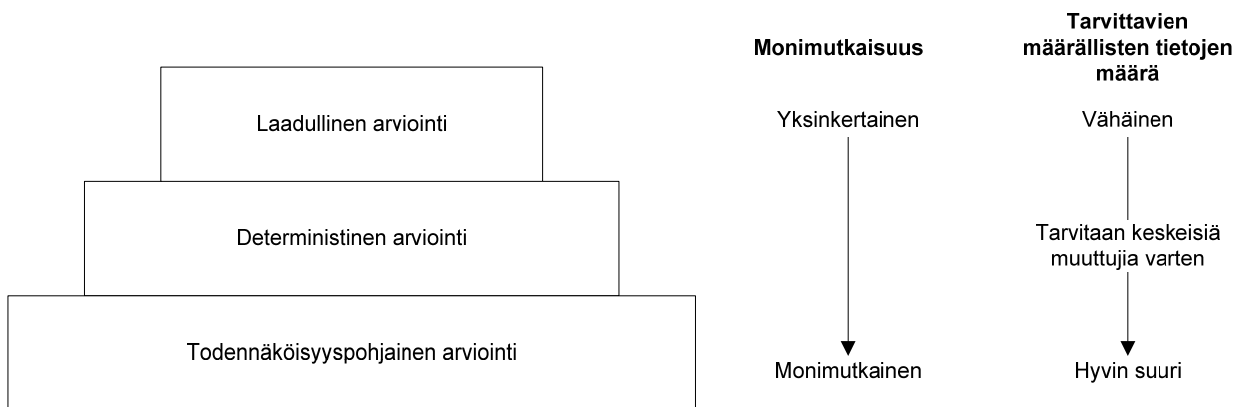 Monimutkaisuus
Tarvittavien
määrällisten tietojen
määrä
Laadullinen arviointi
Yksinkertainen
Vähäinen
Deterministinen arviointi
Tarvitaan keskeisiä
muuttujia varten
Todennäköisyyspohjainen arviointi
Monimutkainen
Hyvin suuri